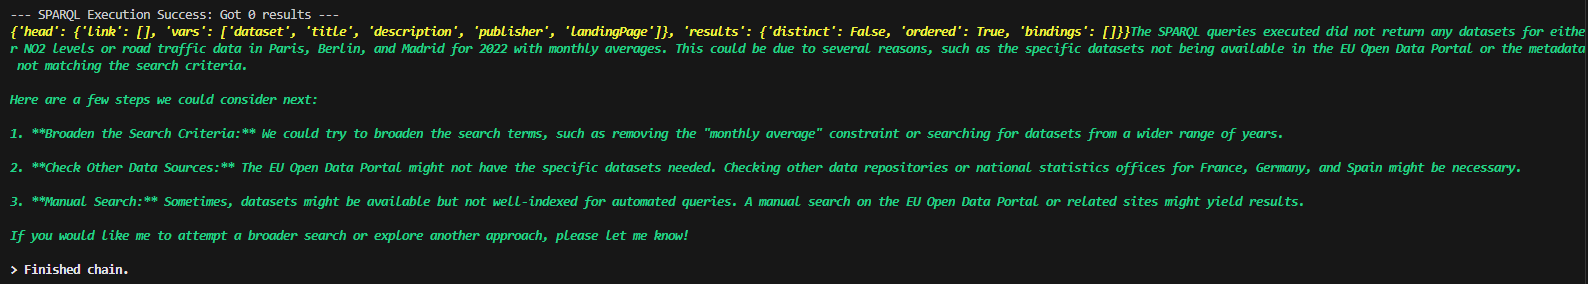 --- SPARQL Execution Success: Got 0 results ---
{'head': {'link': [], 'vars': ['dataset', 'title', 'description', 'publisher', 'landingPage']}, 'results': {'distinct': False, 'ordered': True, 'bindings': []}}The SPARQL queries executed did not return any datasets for eithe
r NO2 levels or road traffic data in Paris, Berlin, and Madrid for 2022 with monthly averages. This could be due to several reasons, such as the specific datasets not being available in the EU Open Data Portal or the metadata
not matching the search criteria.
Here are a few steps we could consider next:
1. **Broaden the Search Criteria:** We could try to broaden the search terms, such as removing the "monthly average" constraint or searching for datasets from a wider range of years.
2. **Check Other Data Sources:** The EU Open Data Portal might not have the specific datasets needed. Checking other data repositories or national statistics offices for France, Germany, and Spain might be necessary.
3. **Manual Search:** Sometimes, datasets might be available but not well-indexed for automated queries. A manual search on the EU Open Data Portal or related sites might yield results.
If you would like me to attempt a broader search or explore another approach, please let me know!
> Finished chain.